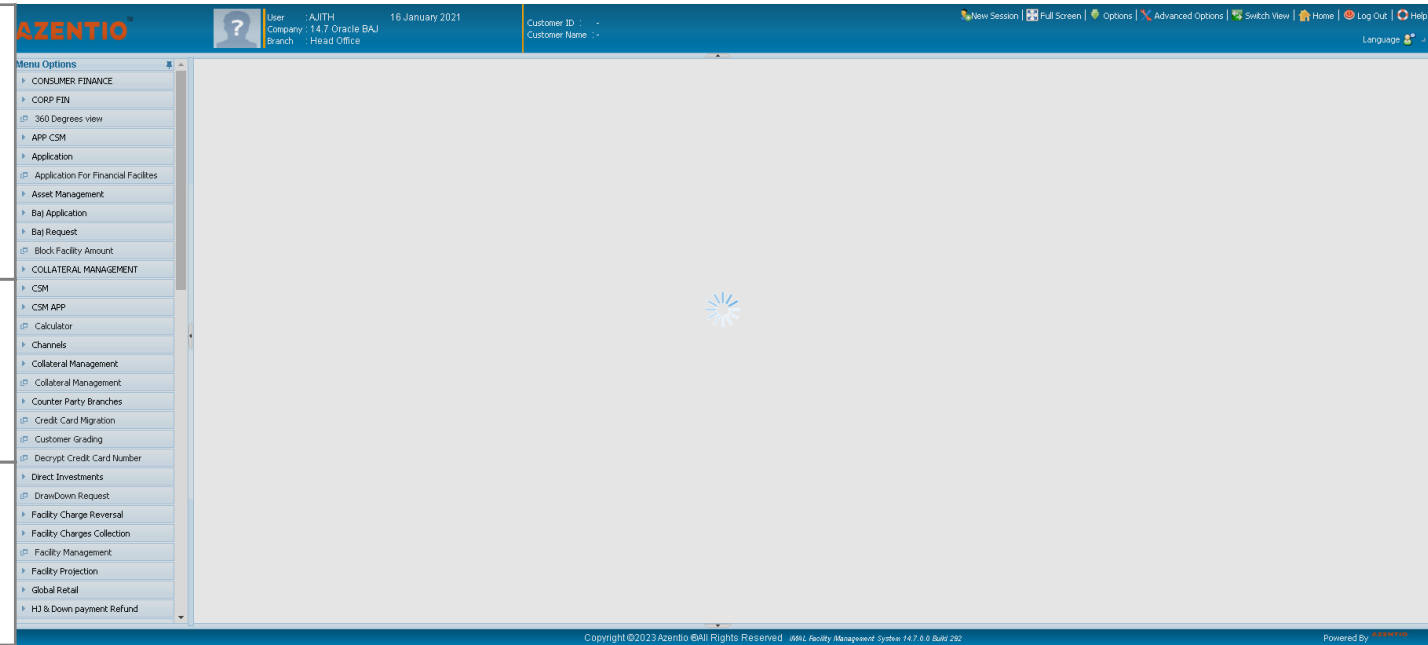 AZENTIO™
User : AJITH 16 January 2021
Company : 14.7 Oracle BAJ
Branch : Head Office
Customer ID : -
Customer Name : -
New Session | Full Screen | Options | Advanced Options | Switch View | Home | Log Out | Help
Language
Menu Options
CONSUMER FINANCE
CORP FIN
360 Degrees view
APP CSM
Application
Application For Financial Facilites
Asset Management
Baj Application
Baj Request
Block Facility Amount
COLLATERAL MANAGEMENT
CSM
CSM APP
Calculator
Channels
Collateral Management
Collateral Management
Counter Party Branches
Credit Card Migration
Customer Grading
Decrypt Credit Card Number
Direct Investments
DrawDown Request
Facility Charge Reversal
Facility Charges Collection
Facility Management
Facility Projection
Global Retail
HJ & Down payment Refund
Copyright ©2023 Azentio ®All Rights Reserved iMAL Facility Management System 14.7.0.0 Build 292
Powered By AZENTIO